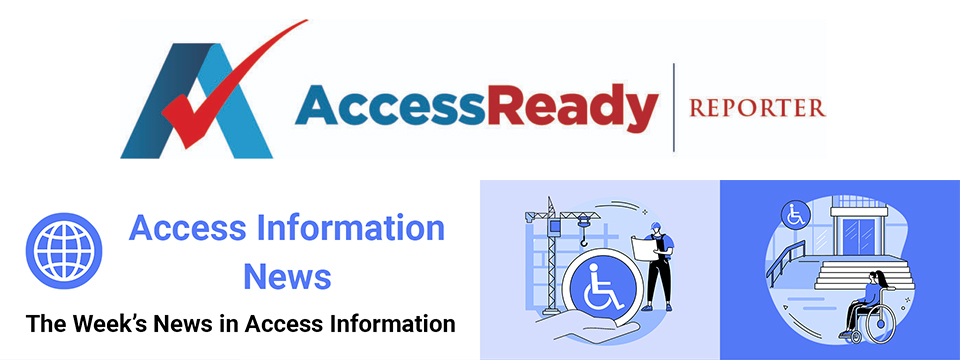 AccessReady REPORTER
Access Information
News
The Week's News in Access Information